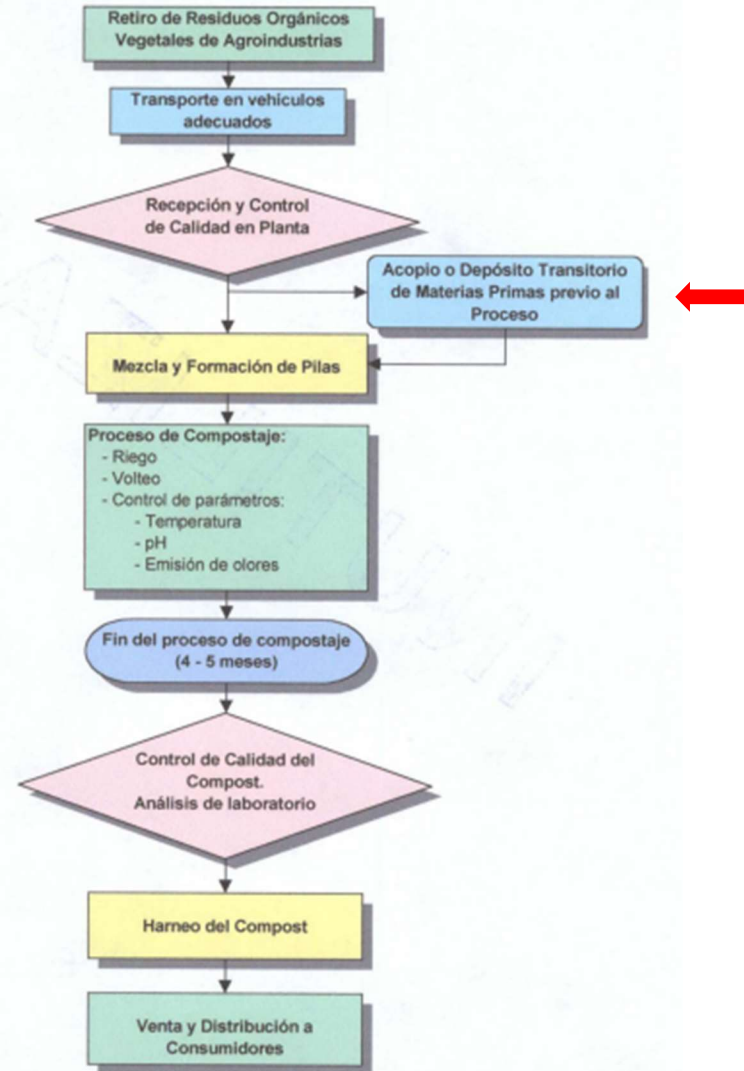 Retiro de Residuos Orgánicos
Vegetales de Agroindustrias
Transporte en vehículos
adecuados
Recepción y Control
de Calidad en Planta
Acopio o Depósito Transitorio
de Materias Primas previo al
Proceso
Mezcla y Formación de Pilas
Proceso de Compostaje:
- Riego
- Volteo
- Control de parámetros:
- Temperatura
- pH
- Emisión de olores
Fin del proceso de compostaje
(4 - 5 meses)
Control de Calidad del
Compost.
Análisis de laboratorio
Harneo del Compost
Venta y Distribución a
Consumidores